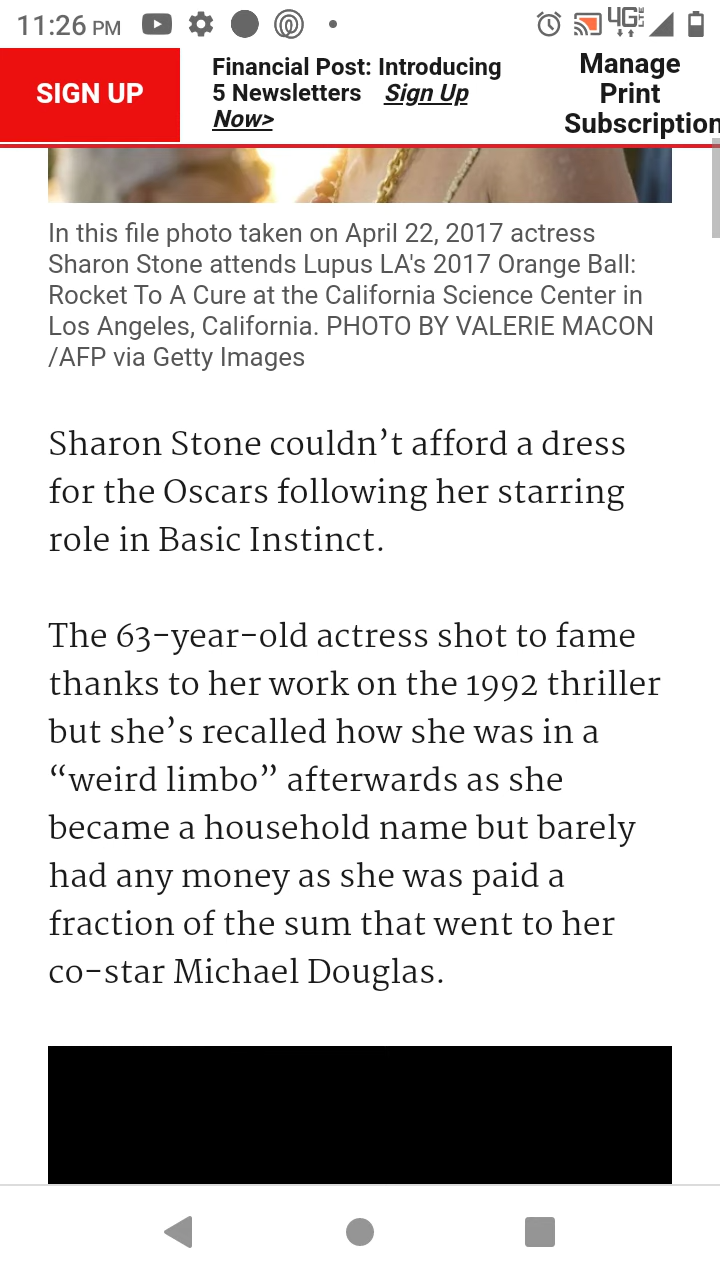 11:26 PM
4G LTE
SIGN UP
Financial Post: Introducing
5 Newsletters Sign Up
Now>
Manage
Print
Subscription
In this file photo taken on April 22, 2017 actress
Sharon Stone attends Lupus LA's 2017 Orange Ball:
Rocket To A Cure at the California Science Center in
Los Angeles, California. PHOTO BY VALERIE MACON
/AFP via Getty Images
Sharon Stone couldn’t afford a dress
for the Oscars following her starring
role in Basic Instinct.
The 63-year-old actress shot to fame
thanks to her work on the 1992 thriller
but she’s recalled how she was in a
“weird limbo” afterwards as she
became a household name but barely
had any money as she was paid a
fraction of the sum that went to her
co-star Michael Douglas.